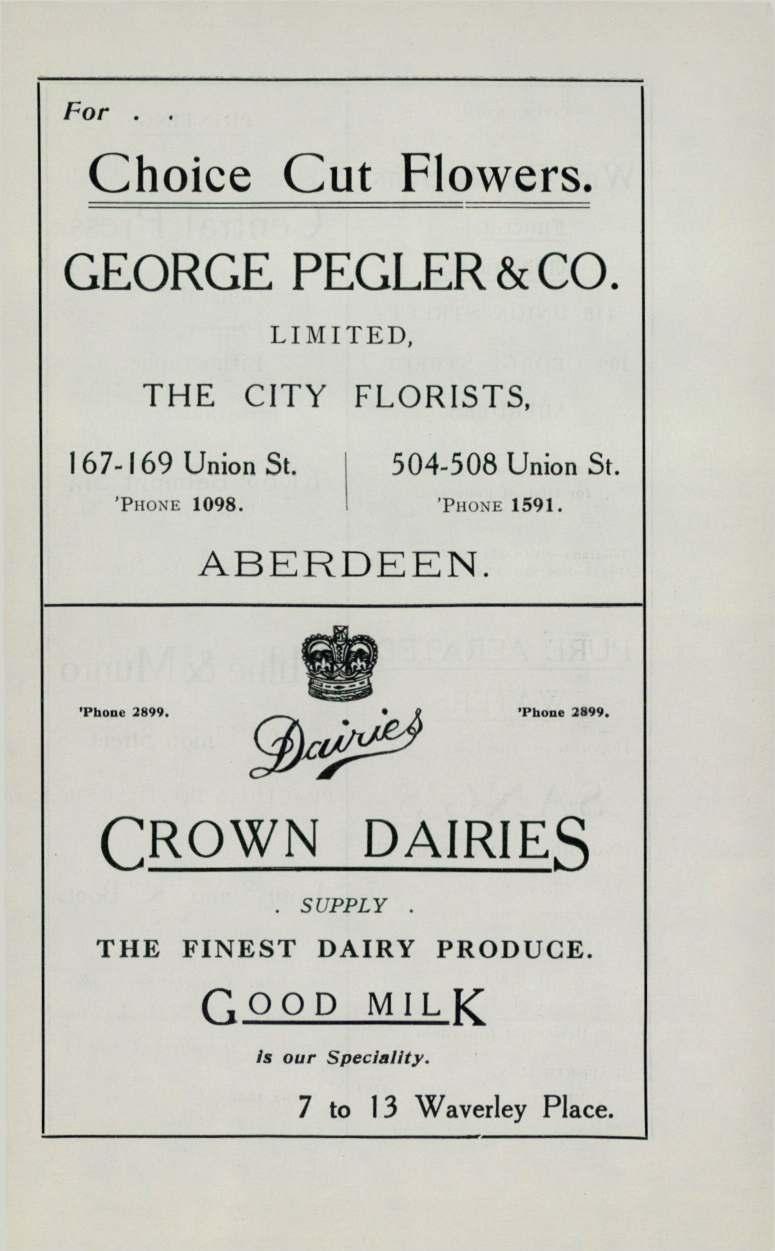 For . .
Choice Cut Flowers.
GEORGE PEGLER & CO.
LIMITED,
THE CITY FLORISTS,
167-169 Union St.
'PHONE 1098.
504-508 Union St.
'PHONE 1591.
ABERDEEN.
'Phone 2899.
Dairies
'Phone 2899.
CROWN DAIRIES
. SUPPLY .
THE FINEST DAIRY PRODUCE.
GOOD MILK
is our Speciality.
7 to 13 Waverley Place.